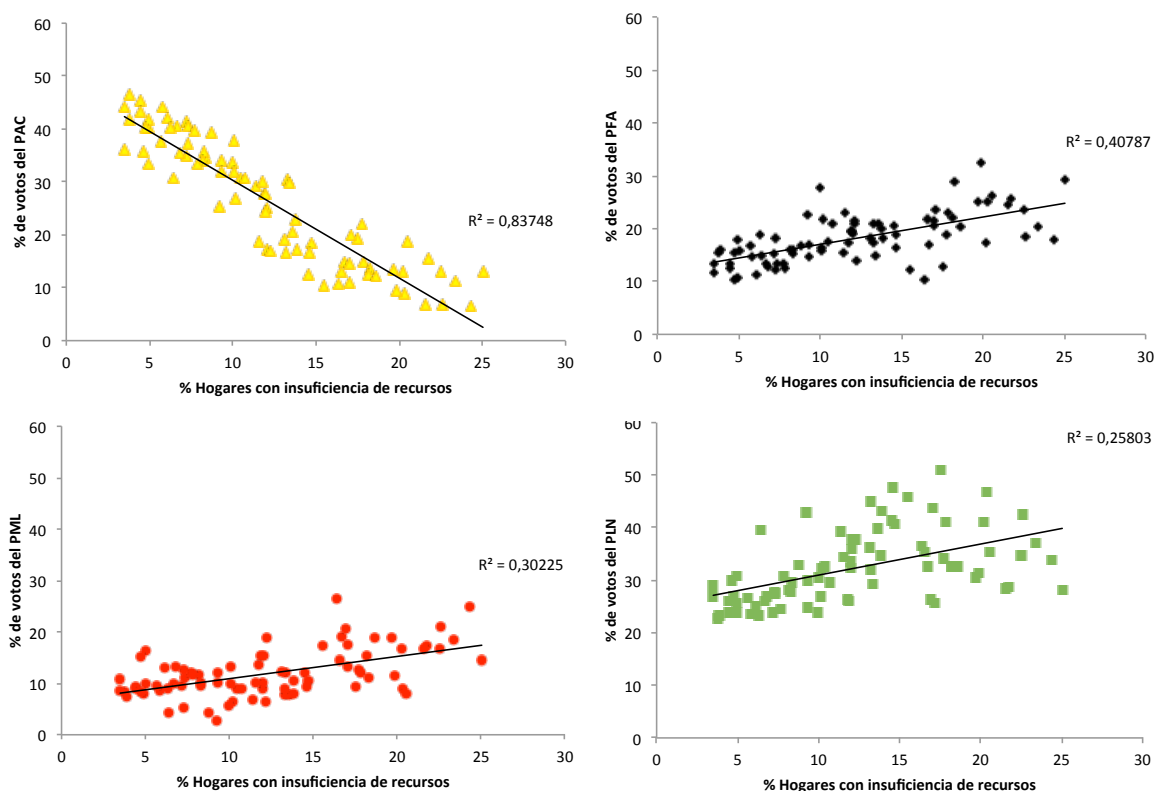 60
50
40
30
20
10
0
% de votos del PAC
R² = 0,83748
0 5 10 15 20 25 30
% Hogares con insuficiencia de recursos
60
50
40
30
20
10
0
% de votos del PFA
R² = 0,40787
0 5 10 15 20 25 30
% Hogares con insuficiencia de recursos
60
50
40
30
20
10
0
% de votos del PML
R² = 0,30225
0 5 10 15 20 25 30
% Hogares con insuficiencia de recursos
60
50
40
30
20
10
0
% de votos del PLN
R² = 0,25803
0 5 10 15 20 25 30
% Hogares con insuficiencia de recursos